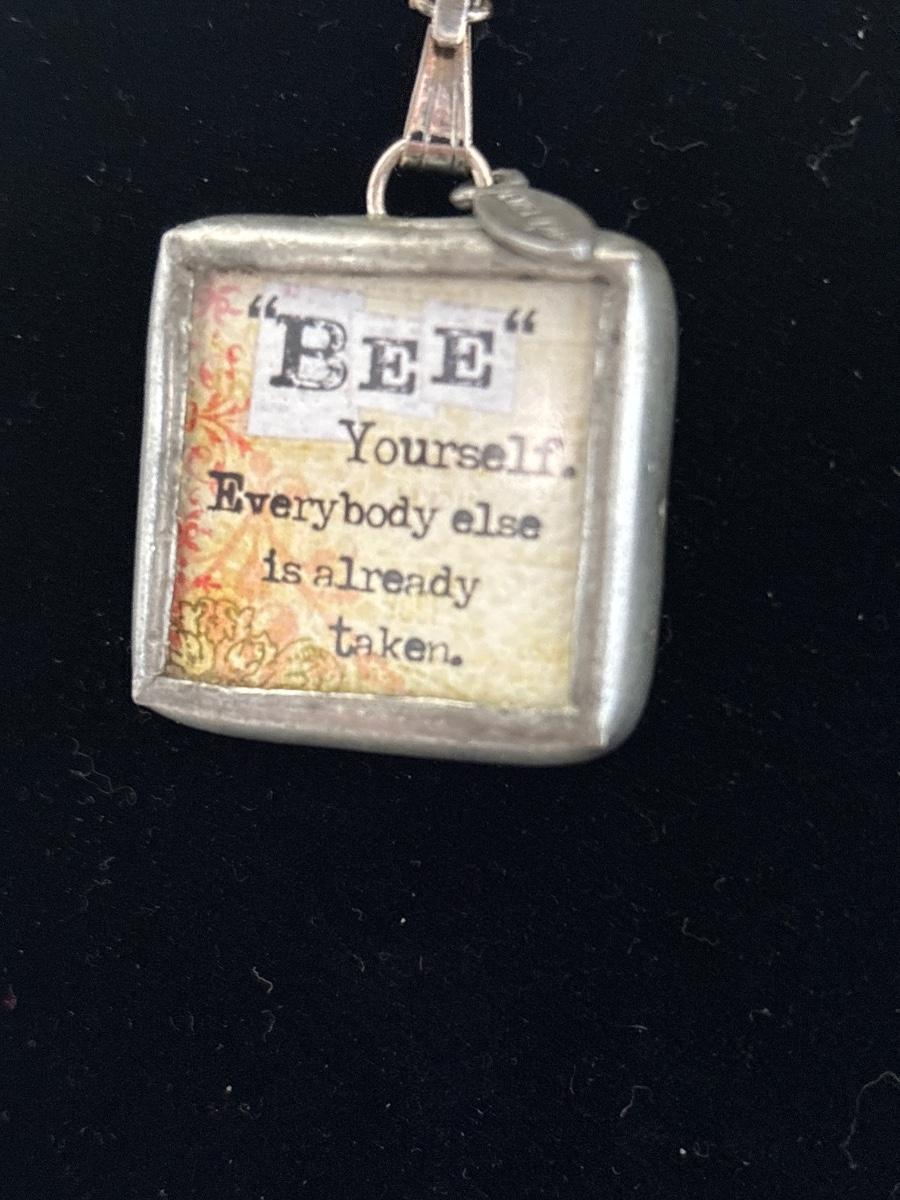 “BEE“
Yourself.
Everybody else
is already
taken.